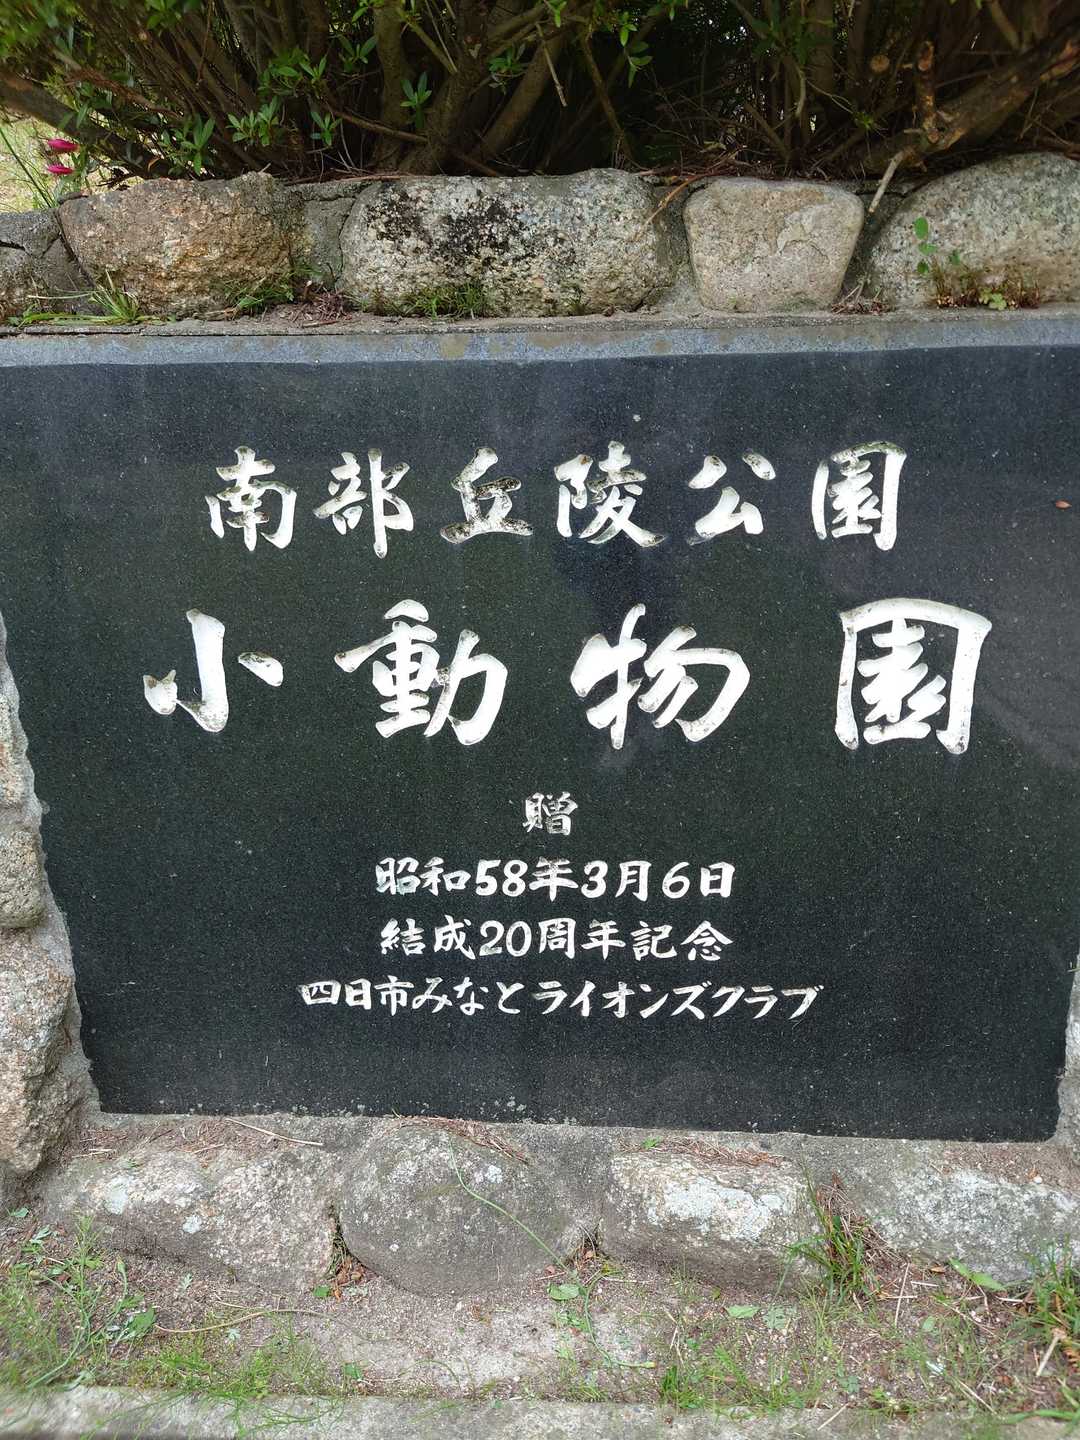 南部丘陵公園
小動物園
贈
昭和58年3月6日
結成20周年記念
四日市みなとライオンズクラブ